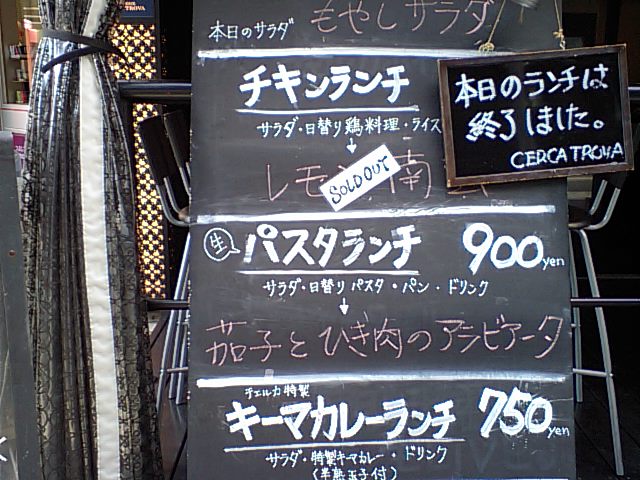 本日のサラダ もやしサラダ
チキンランチ
サラダ・日替り鶏料理・ライス
↓
レモン 南
SOLD OUT
本日のランチは
終了しました。
CERCA TROVA
生 パスタランチ 900yen
サラダ・日替りパスタ・パン・ドリンク
↓
茄子とひき肉のアラビアータ
チェルカ特製
キーマカレーランチ 750yen
サラダ・特製キーマカレー・ドリンク
(半熟玉子付)
TROVA